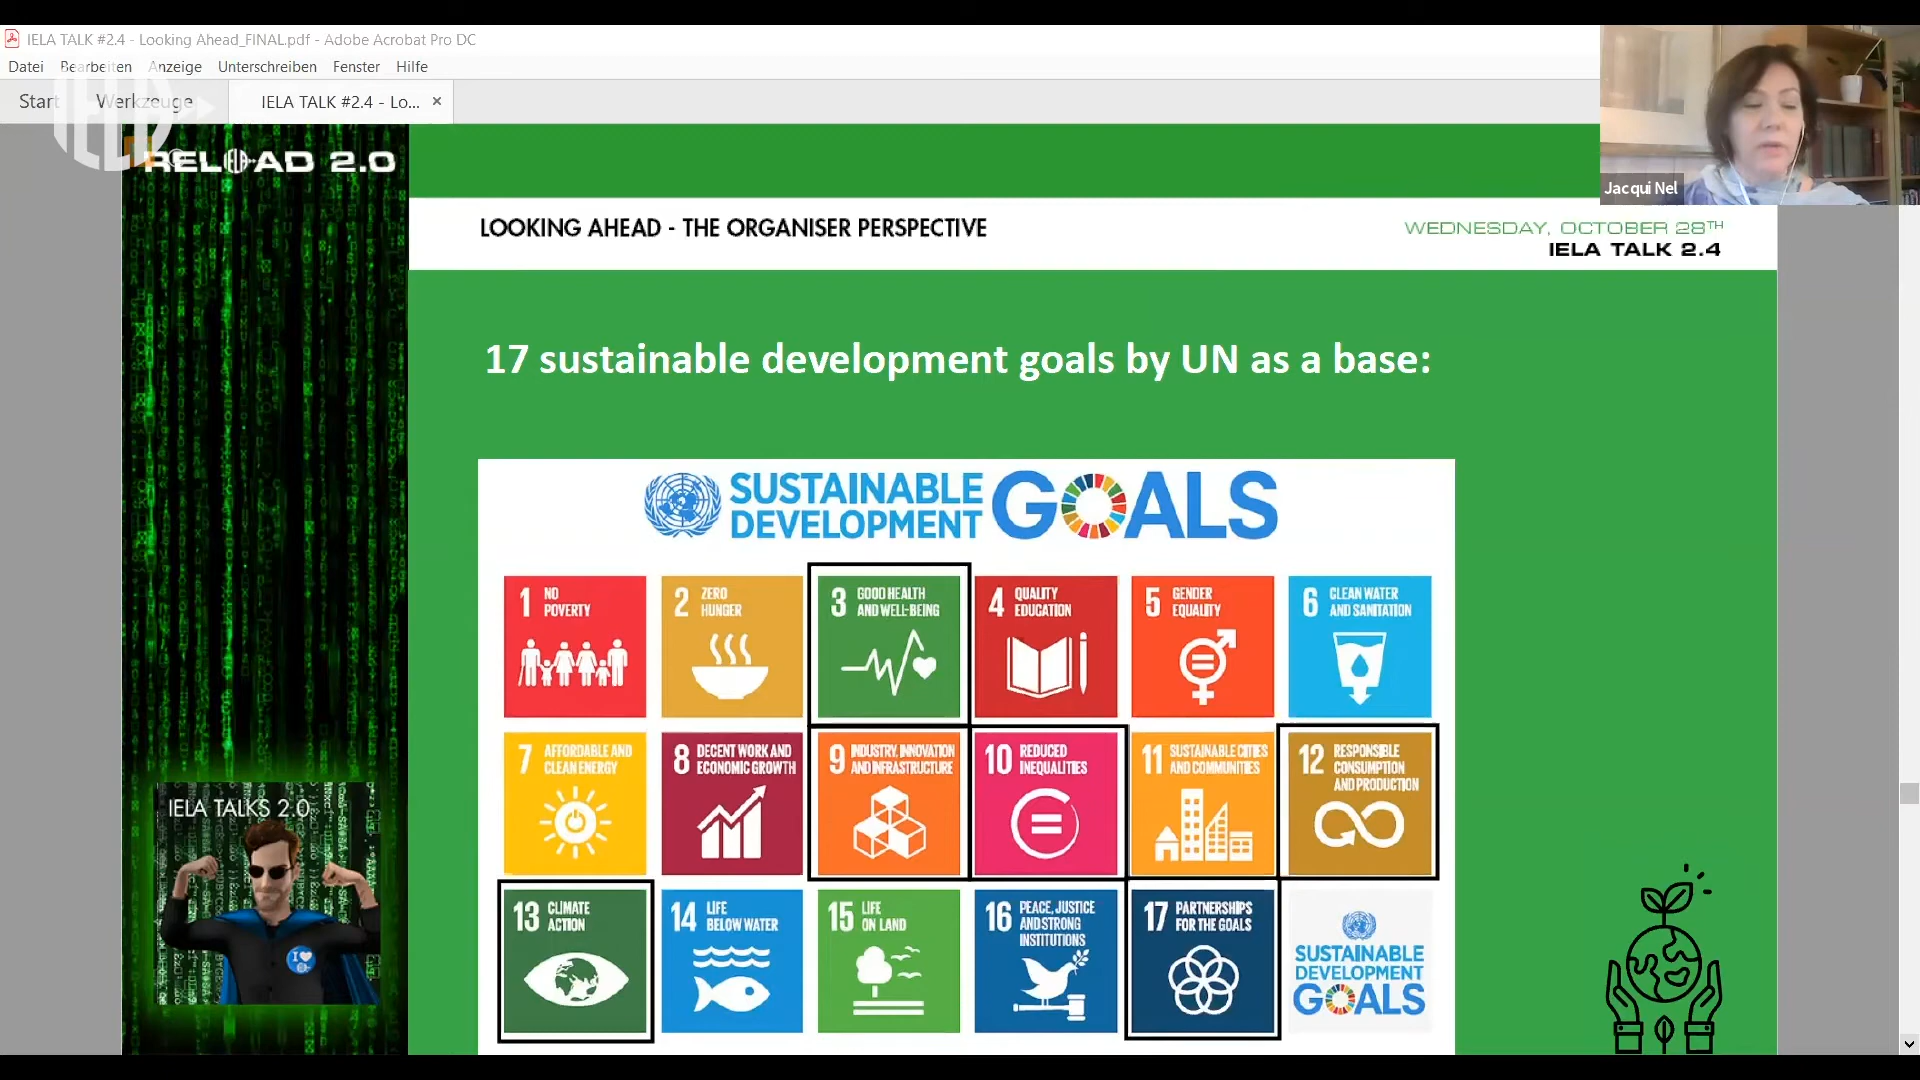 IELA TALK #2.4 - Looking Ahead_FINAL.pdf - Adobe Acrobat Pro DC
Datei Bearbeiten Anzeige Unterschreiben Fenster Hilfe
Start Werkzeuge IELA TALK #2.4 - Lo... ×
IELA
RELOAD 2.0
Jacqui Nel
LOOKING AHEAD - THE ORGANISER PERSPECTIVE
WEDNESDAY, OCTOBER 28TH
IELA TALK 2.4
17 sustainable development goals by UN as a base:
SUSTAINABLE
DEVELOPMENT
GOALS
1 NO
POVERTY
2 ZERO
HUNGER
3 GOOD HEALTH
AND WELL-BEING
4 QUALITY
EDUCATION
5 GENDER
EQUALITY
6 CLEAN WATER
AND SANITATION
7 AFFORDABLE AND
CLEAN ENERGY
8 DECENT WORK AND
ECONOMIC GROWTH
9 INDUSTRY, INNOVATION
AND INFRASTRUCTURE
10 REDUCED
INEQUALITIES
11 SUSTAINABLE CITIES
AND COMMUNITIES
12 RESPONSIBLE
CONSUMPTION
AND PRODUCTION
13 CLIMATE
ACTION
14 LIFE
BELOW WATER
15 LIFE
ON LAND
16 PEACE, JUSTICE
AND STRONG
INSTITUTIONS
17 PARTNERSHIPS
FOR THE GOALS
SUSTAINABLE
DEVELOPMENT
GOALS
IELA TALKS 2.0